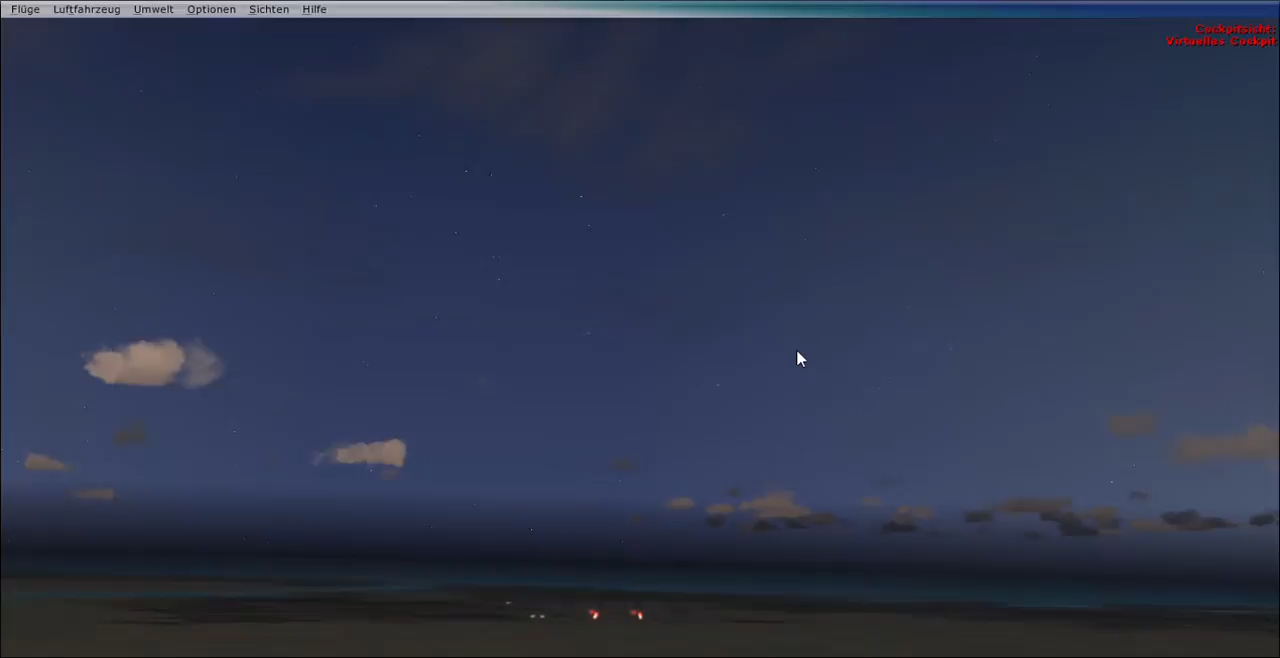 Flüge Luftfahrzeug Umwelt Optionen Sichten Hilfe
Cockpitsicht:
Virtuelles Cockpit